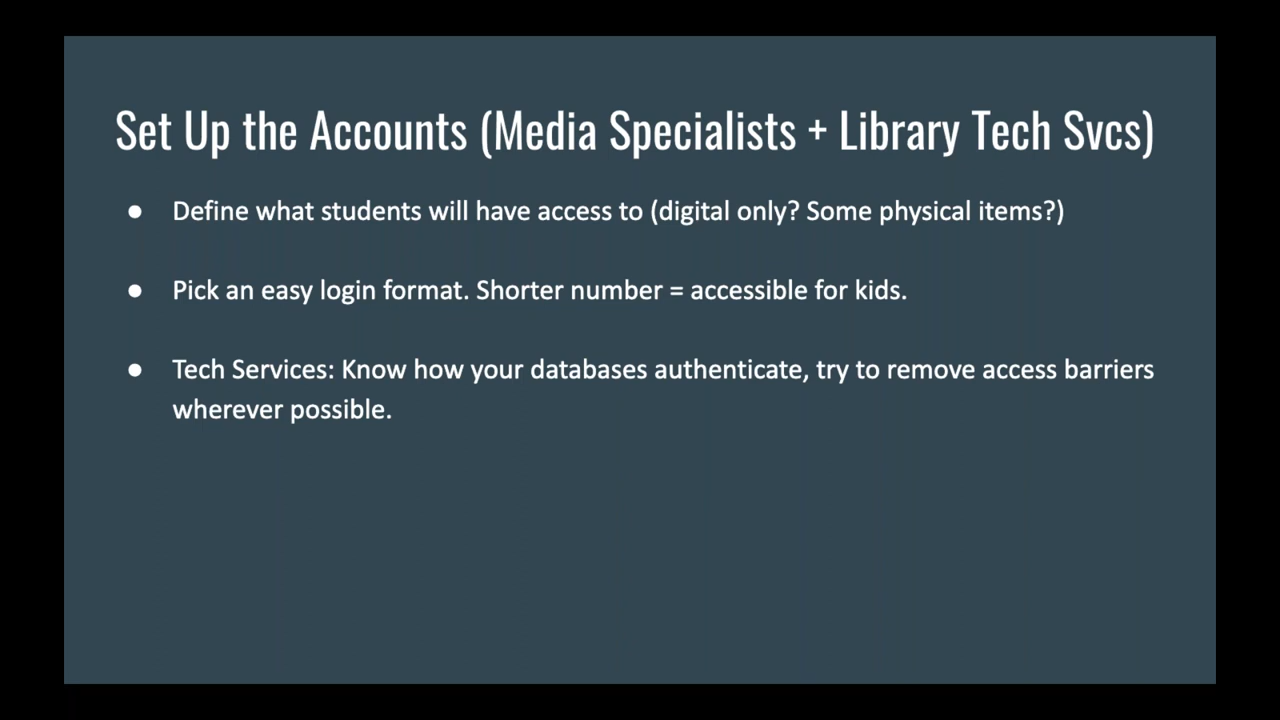 Set Up the Accounts (Media Specialists + Library Tech Svcs)
● Define what students will have access to (digital only? Some physical items?)
● Pick an easy login format. Shorter number = accessible for kids.
● Tech Services: Know how your databases authenticate, try to remove access barriers
wherever possible.